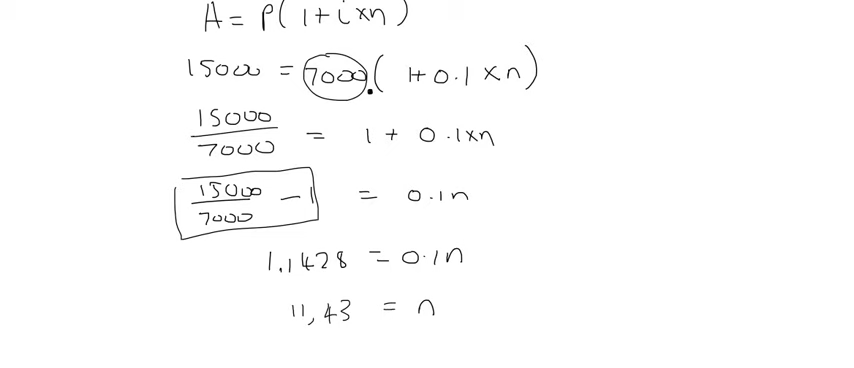 A = P(1 + i × n)
15000 = 7000.(1 + 0.1 × n)
15000/7000 = 1 + 0.1 × n
15000/7000 - 1 = 0.1n
1,1428 = 0.1n
11,43 = n